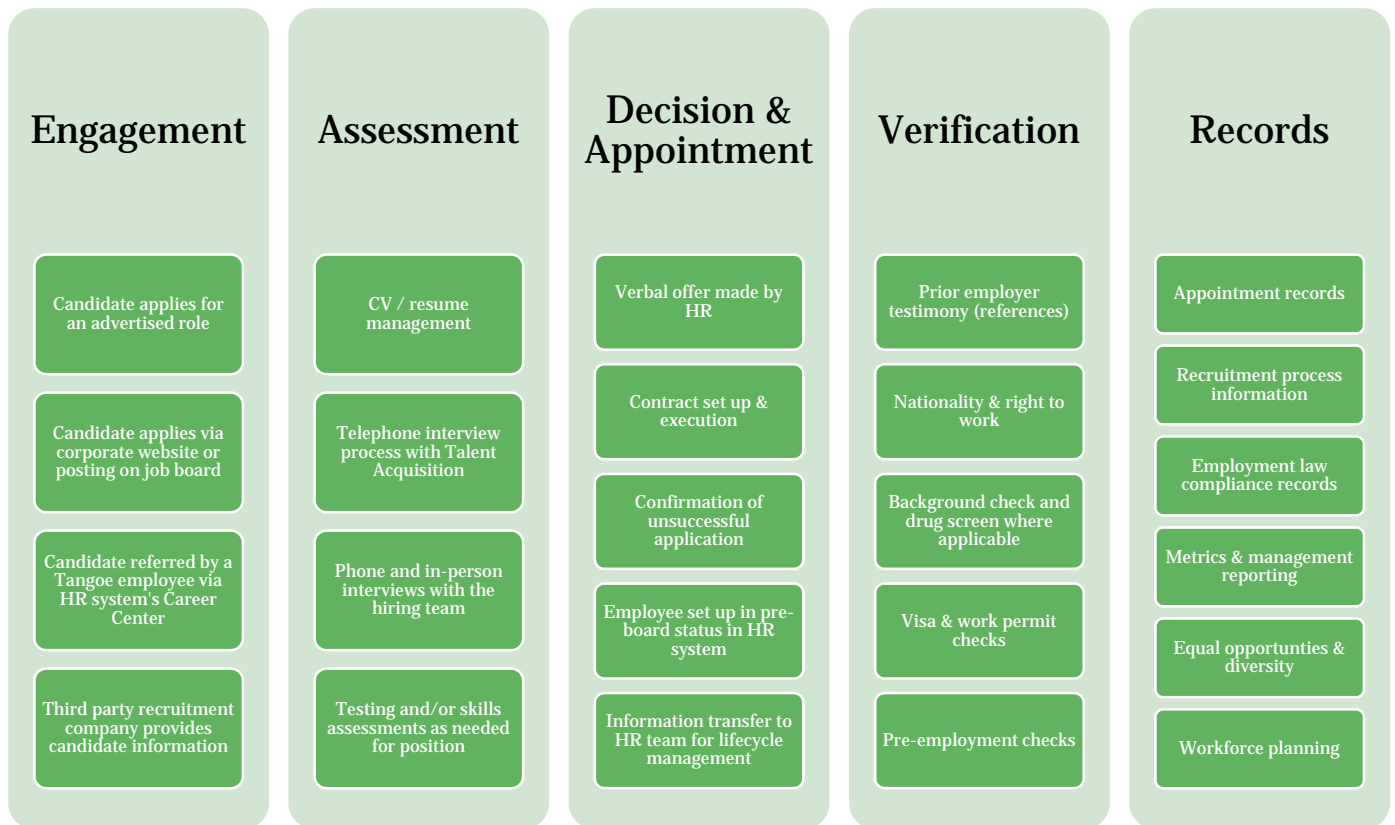 Engagement
Candidate applies for
an advertised role
Candidate applies via
corporate website or
posting on job board
Candidate referred by a
Tangoe employee via
HR system's Career
Center
Third party recruitment
company provides
candidate information
Assessment
CV / resume
management
Telephone interview
process with Talent
Acquisition
Phone and in-person
interviews with the
hiring team
Testing and/or skills
assessments as needed
for position
Decision &
Appointment
Verbal offer made by
HR
Contract set up &
execution
Confirmation of
unsuccessful
application
Employee set up in pre-
board status in HR
system
Information transfer to
HR team for lifecycle
management
Verification
Prior employer
testimony (references)
Nationality & right to
work
Background check and
drug screen where
applicable
Visa & work permit
checks
Pre-employment checks
Records
Appointment records
Recruitment process
information
Employment law
compliance records
Metrics & management
reporting
Equal opportunties &
diversity
Workforce planning